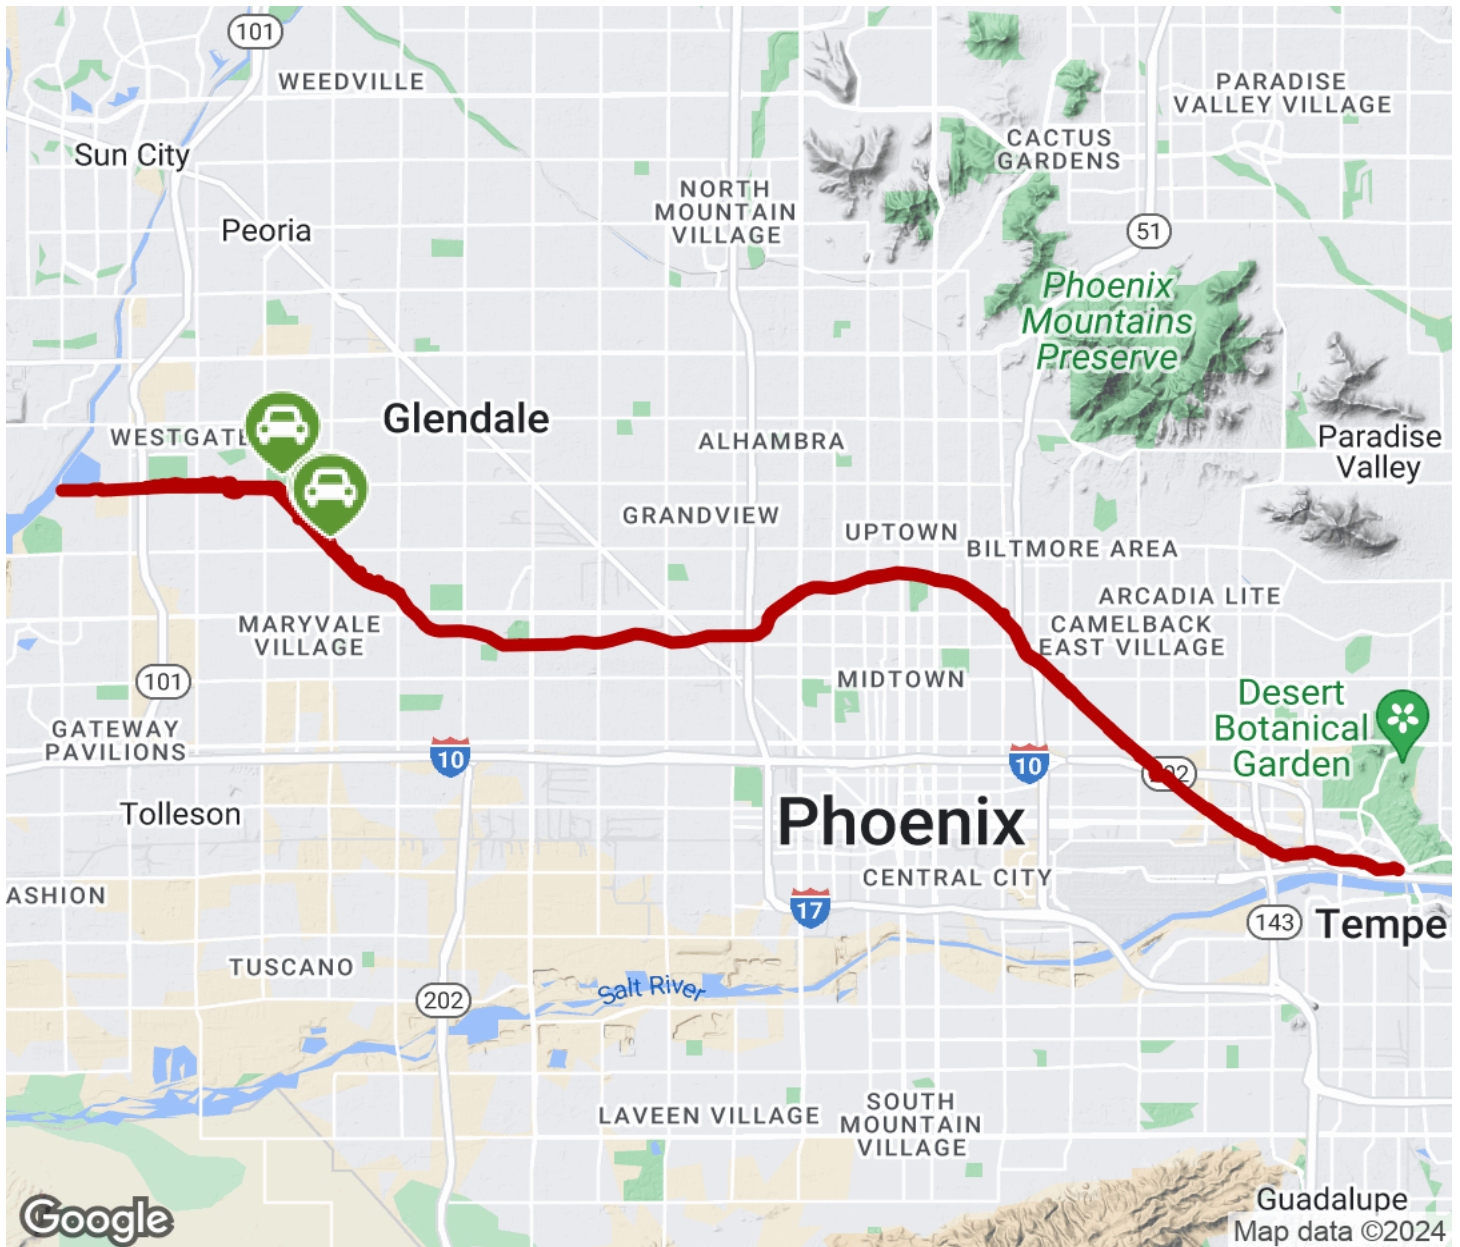 101
WEEDVILLE
PARADISE
VALLEY VILLAGE
Sun City
CACTUS
GARDENS
NORTH
MOUNTAIN
VILLAGE
Peoria
51
Phoenix
Mountains
Preserve
Glendale
WESTGATE
ALHAMBRA
Paradise
Valley
GRANDVIEW
UPTOWN
BILTMORE AREA
ARCADIA LITE
MARYVALE
VILLAGE
CAMELBACK
EAST VILLAGE
101
MIDTOWN
Desert
Botanical
Garden
GATEWAY
PAVILIONS
10
10
Tolleson
Phoenix
CENTRAL CITY
ASHION
17
143
Tempe
TUSCANO
202
Salt River
LAVEEN VILLAGE
SOUTH
MOUNTAIN
VILLAGE
Guadalupe
Google
Map data ©2024